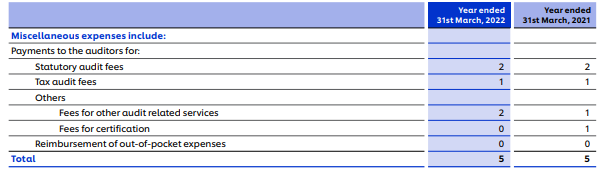 Year ended Year ended
31st March, 2022 31st March, 2021
Miscellaneous expenses include:
Payments to the auditors for:
Statutory audit fees 2 2
Tax audit fees 1 1
Others
Fees for other audit related services 2 1
Fees for certification 0 1
Reimbursement of out-of-pocket expenses 0 0
Total 5 5